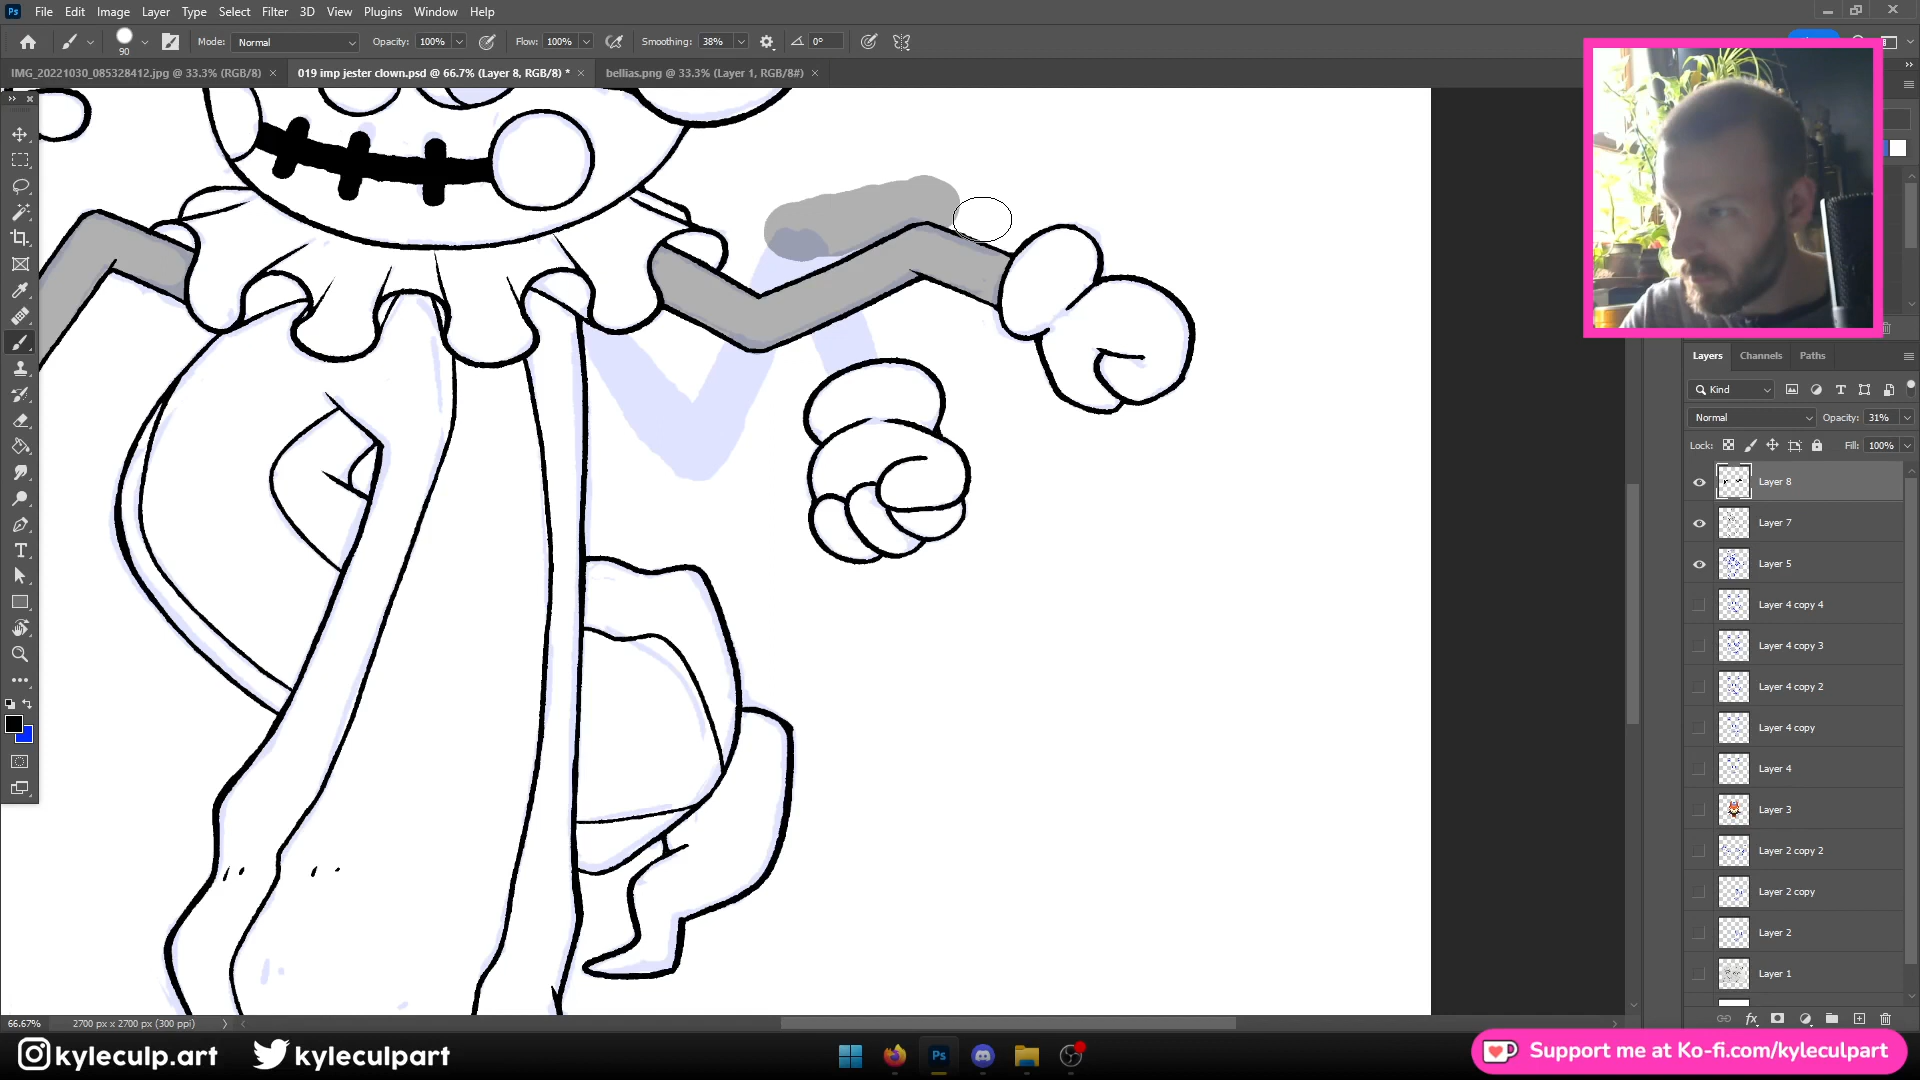 Ps File Edit Image Layer Type Select Filter 3D View Plugins Window Help
90 Mode: Normal Opacity: 100% Flow: 100% Smoothing: 38% 0°
IMG_20221030_085328412.jpg @ 33.3% (RGB/8) × 019 imp jester clown.psd @ 66.7% (Layer 8, RGB/8) * × bellias.png @ 33.3% (Layer 1, RGB/8#) ×
Layers Channels Paths
Kind
Normal Opacity: 31%
Lock: Fill: 100%
Layer 8
Layer 7
Layer 5
Layer 4 copy 4
Layer 4 copy 3
Layer 4 copy 2
Layer 4 copy
Layer 4
Layer 3
Layer 2 copy 2
Layer 2 copy
Layer 2
Layer 1
fx
66.67% 2700 px x 2700 px (300 ppi)
kyleculp.art kyleculpart
Ps
Support me at Ko-fi.com/kyleculpart